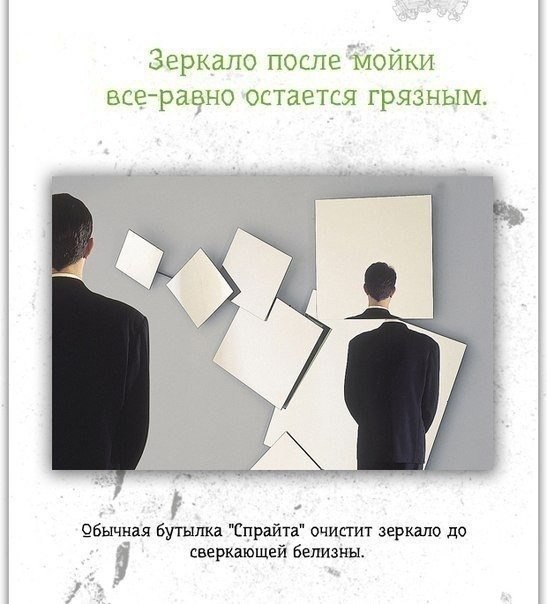 Зеркало после мойки
все-равно остается грязным.
Обычная бутылка "Спрайта" очистит зеркало до
сверкающей белизны.